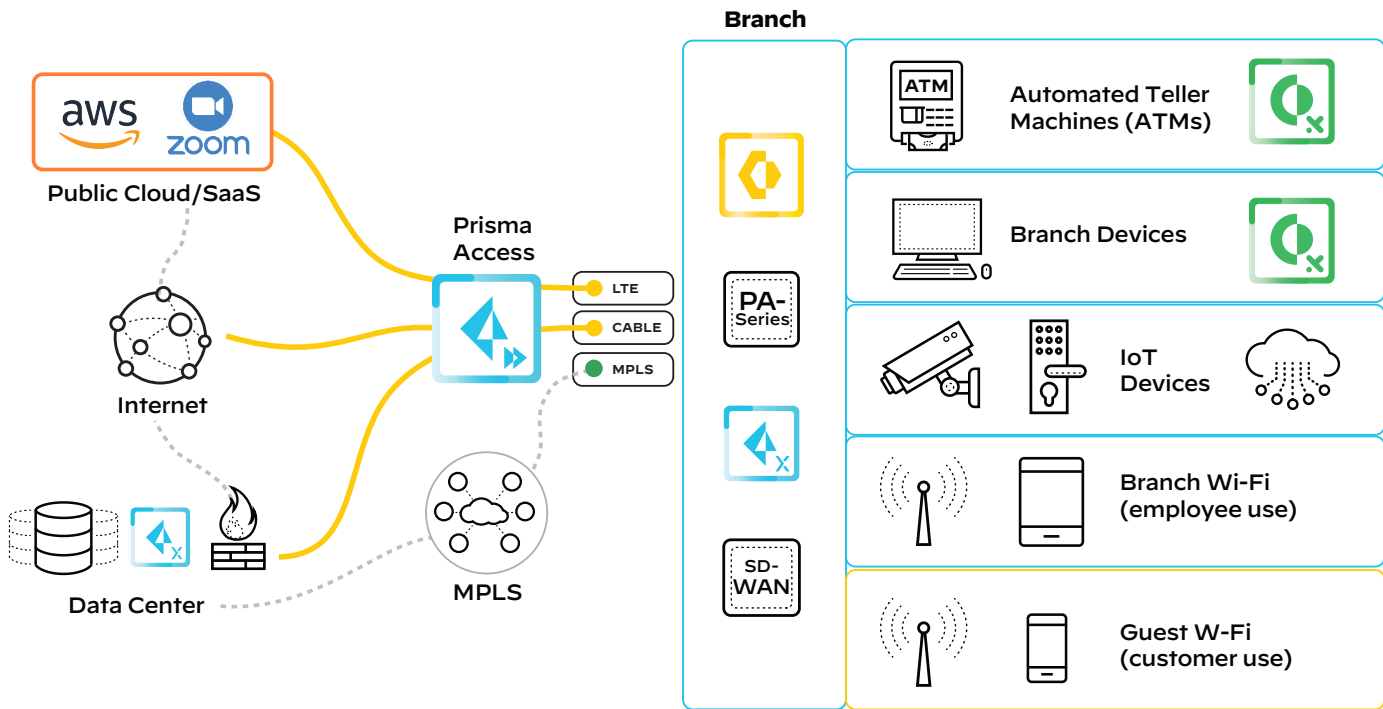 Branch
aws
zoom
Public Cloud/SaaS
Prisma
Access
LTE
CABLE
MPLS
Internet
Data Center
X
MPLS
PA-
Series
X
SD-
WAN
ATM
Automated Teller
Machines (ATMs)
Branch Devices
IoT
Devices
Branch Wi-Fi
(employee use)
Guest W-Fi
(customer use)